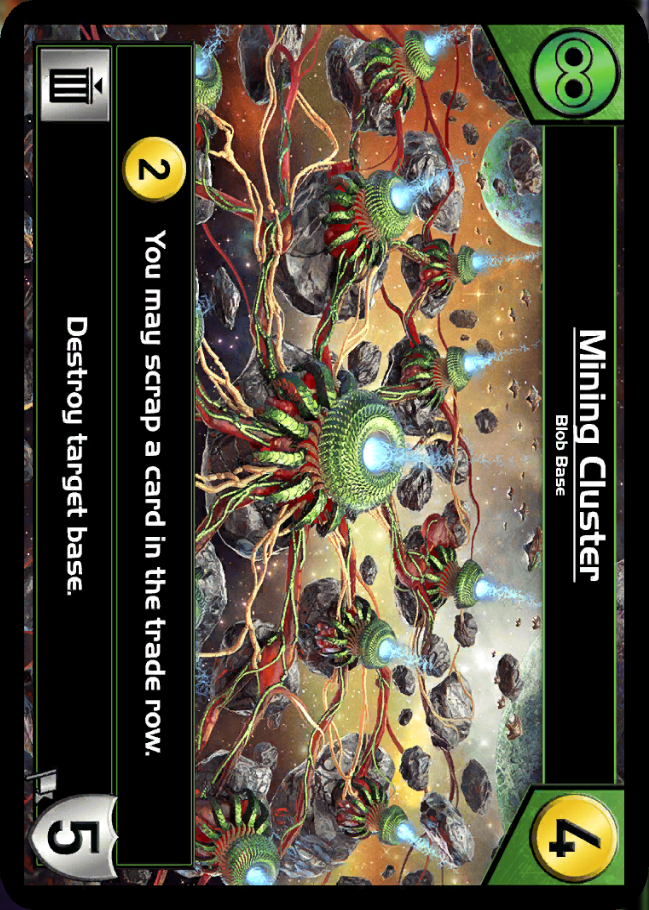 Mining Cluster
Blob Base
4
2 You may scrap a card in the trade row.
Destroy target base.
5